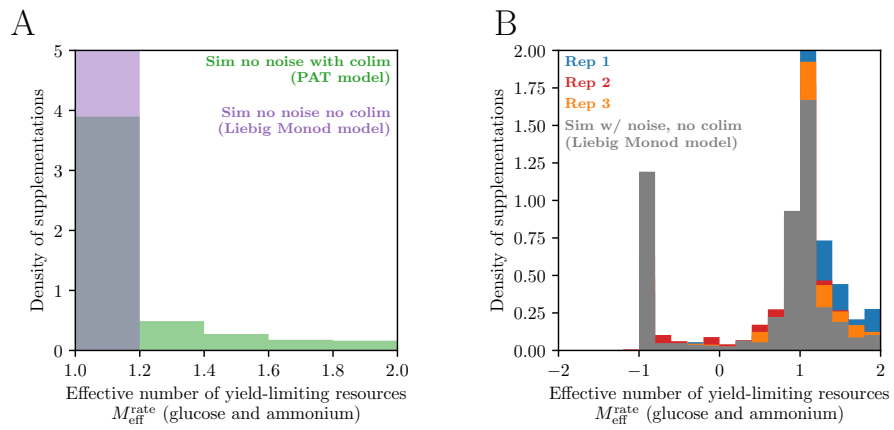 A
Density of supplementations
5
4
3
2
1
0
Sim no noise with colim
(PAT model)
Sim no noise no colim
(Liebig Monod model)
1.0 1.2 1.4 1.6 1.8 2.0
Effective number of yield-limiting resources
M_eff^rate (glucose and ammonium)
B
Density of supplementations
2.00
1.75
1.50
1.25
1.00
0.75
0.50
0.25
0.00
Rep 1
Rep 2
Rep 3
Sim w/ noise, no colim
(Liebig Monod model)
−2 −1 0 1 2
Effective number of yield-limiting resources
M_eff^rate (glucose and ammonium)